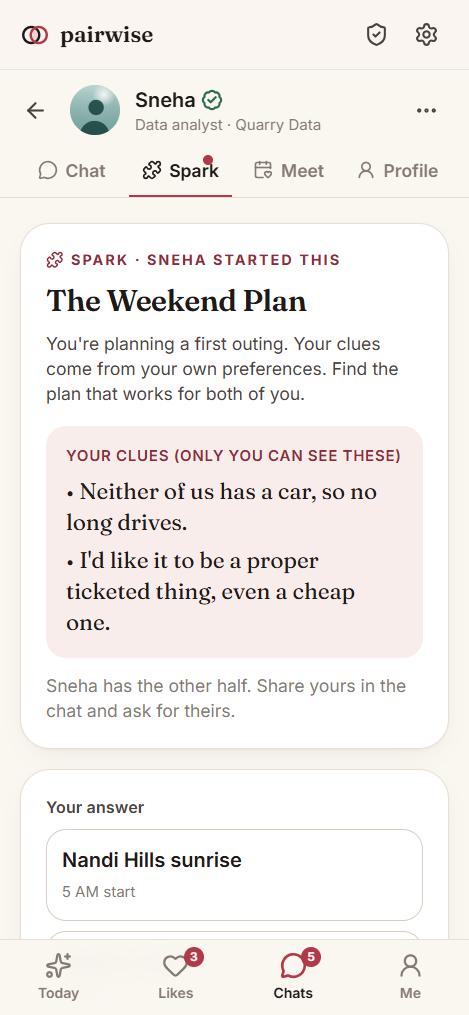 pairwise
Sneha
Data analyst · Quarry Data
Chat
Spark
Meet
Profile
SPARK · SNEHA STARTED THIS
The Weekend Plan
You're planning a first outing. Your clues
come from your own preferences. Find the
plan that works for both of you.
YOUR CLUES (ONLY YOU CAN SEE THESE)
• Neither of us has a car, so no
long drives.
• I'd like it to be a proper
ticketed thing, even a cheap
one.
Sneha has the other half. Share yours in the
chat and ask for theirs.
Your answer
Nandi Hills sunrise
5 AM start
3
5
Today
Likes
Chats
Me